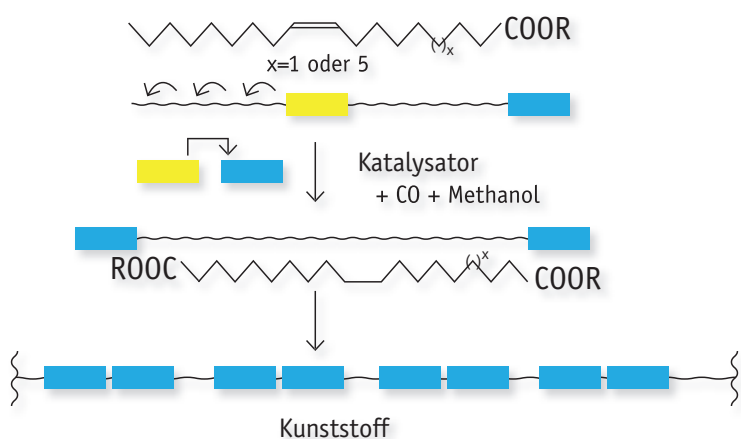 COOR
( )x
x=1 oder 5
Katalysator
+ CO + Methanol
ROOC
( )x
COOR
Kunststoff